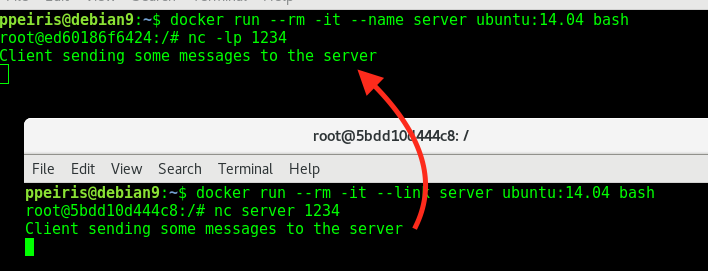 ppeiris@debian9:~$ docker run --rm -it --name server ubuntu:14.04 bash
root@ed60186f6424:/# nc -lp 1234
Client sending some messages to the server
root@5bdd10d444c8: /
File Edit View Search Terminal Help
ppeiris@debian9:~$ docker run --rm -it --link server ubuntu:14.04 bash
root@5bdd10d444c8:/# nc server 1234
Client sending some messages to the server